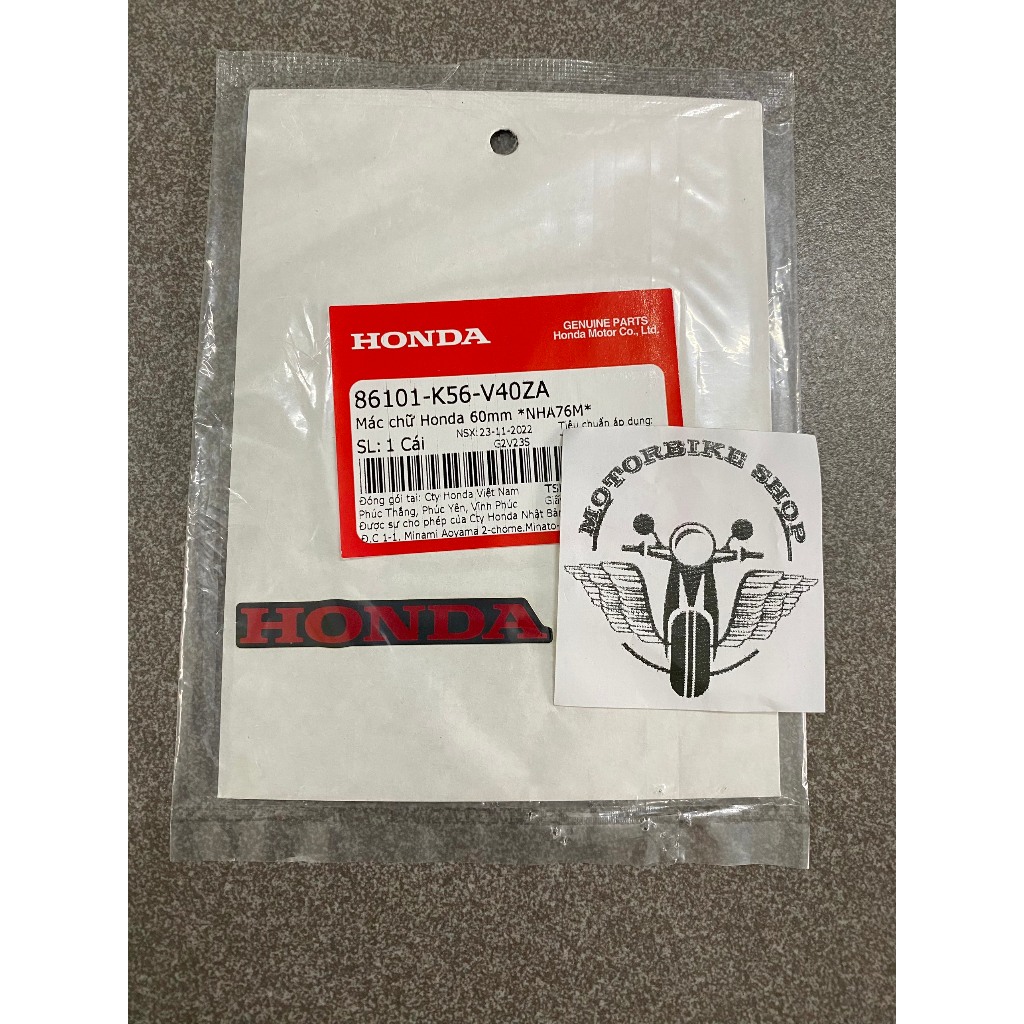 HONDA
GENUINE PARTS
Honda Motor Co., Ltd.
86101-K56-V40ZA
Mác chữ Honda 60mm *NHA76M*
NSX: 23-11-2022
Tiêu chuẩn áp dụng:
SL: 1 Cái
G2V23S
Đóng gói tại: Cty Honda Việt Nam
Phúc Thắng, Phúc Yên, Vĩnh Phúc
Được sự cho phép của Cty Honda Nhật
Đ.C 1-1, Minami Aoyama 2-chome,Minato-
MOTORBIKE SHOP
HONDA